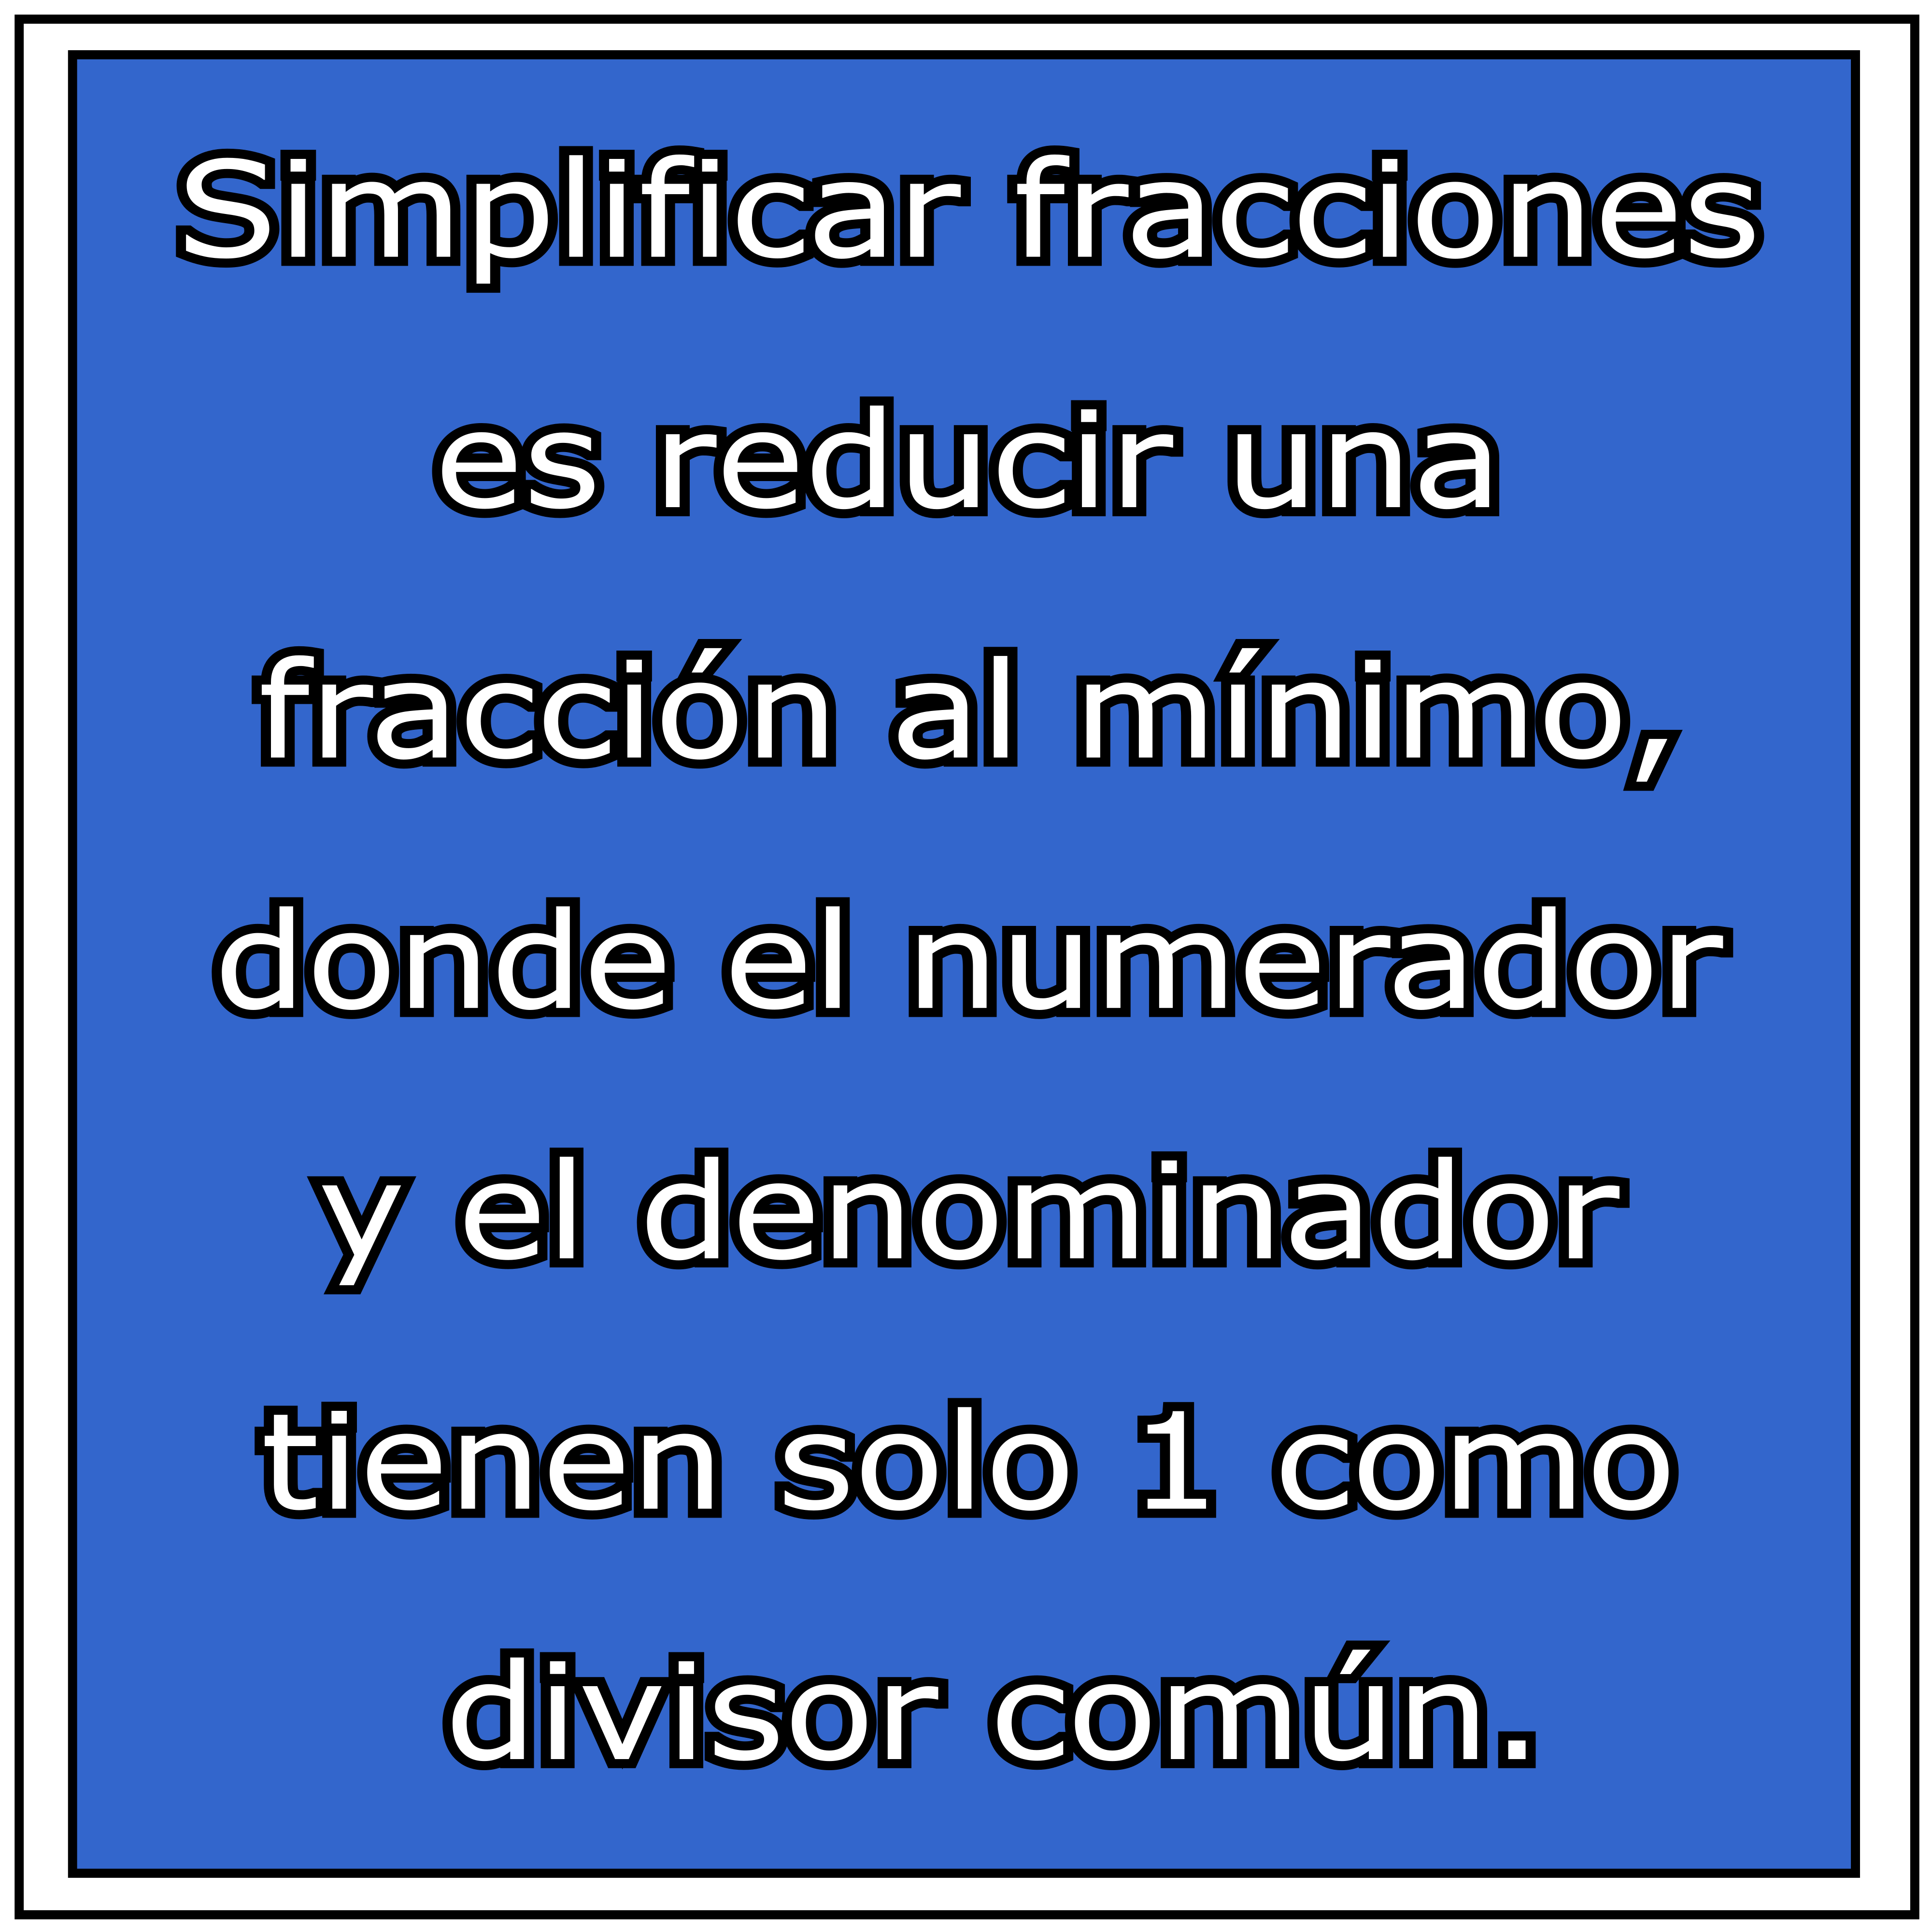 Simplificar fracciones
es reducir una
fracción al mínimo,
donde el numerador
y el denominador
tienen solo 1 como
divisor común.